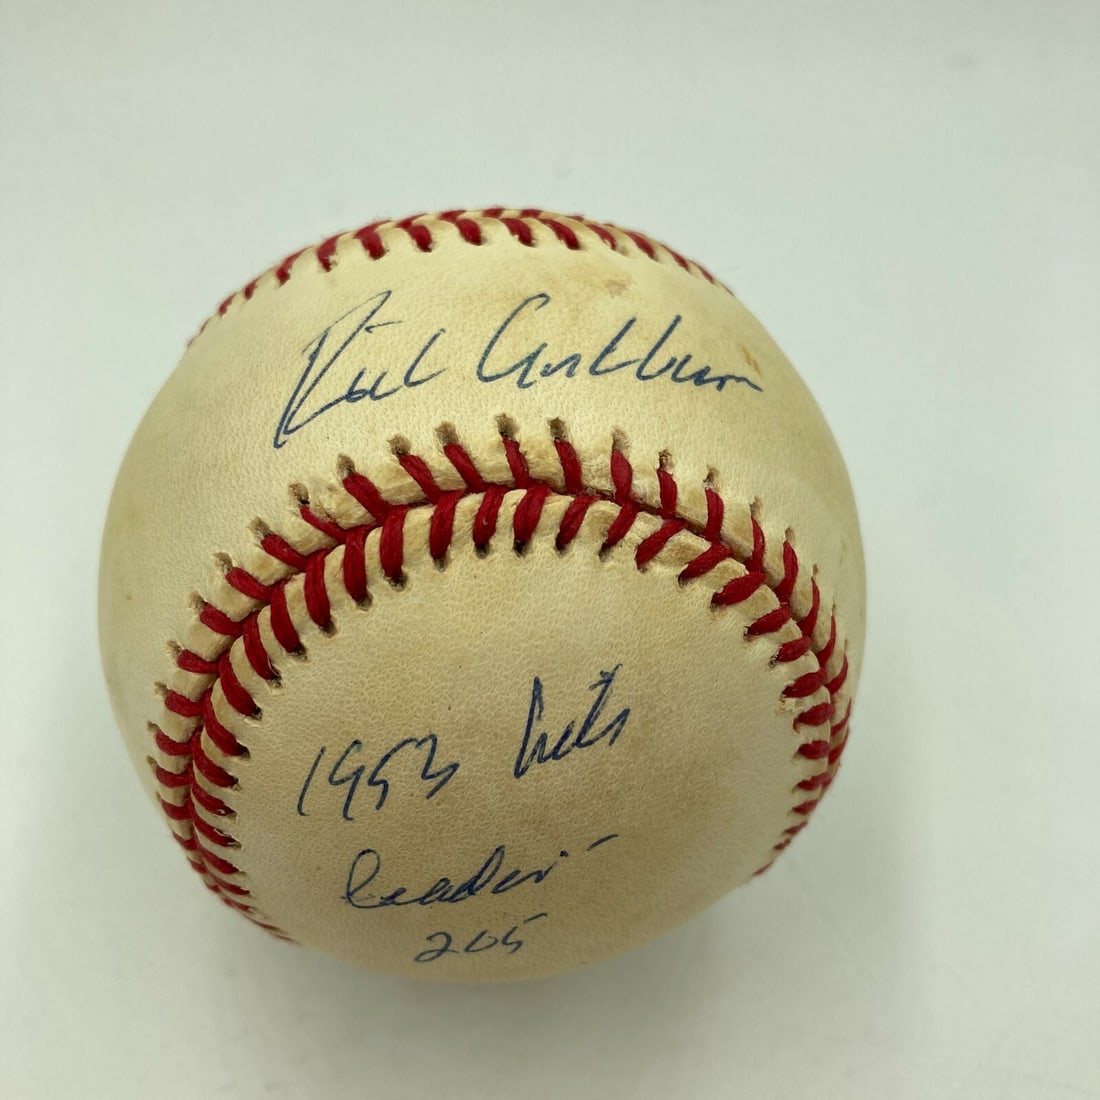 Rich Ashburn
1953 hits
leader -
205